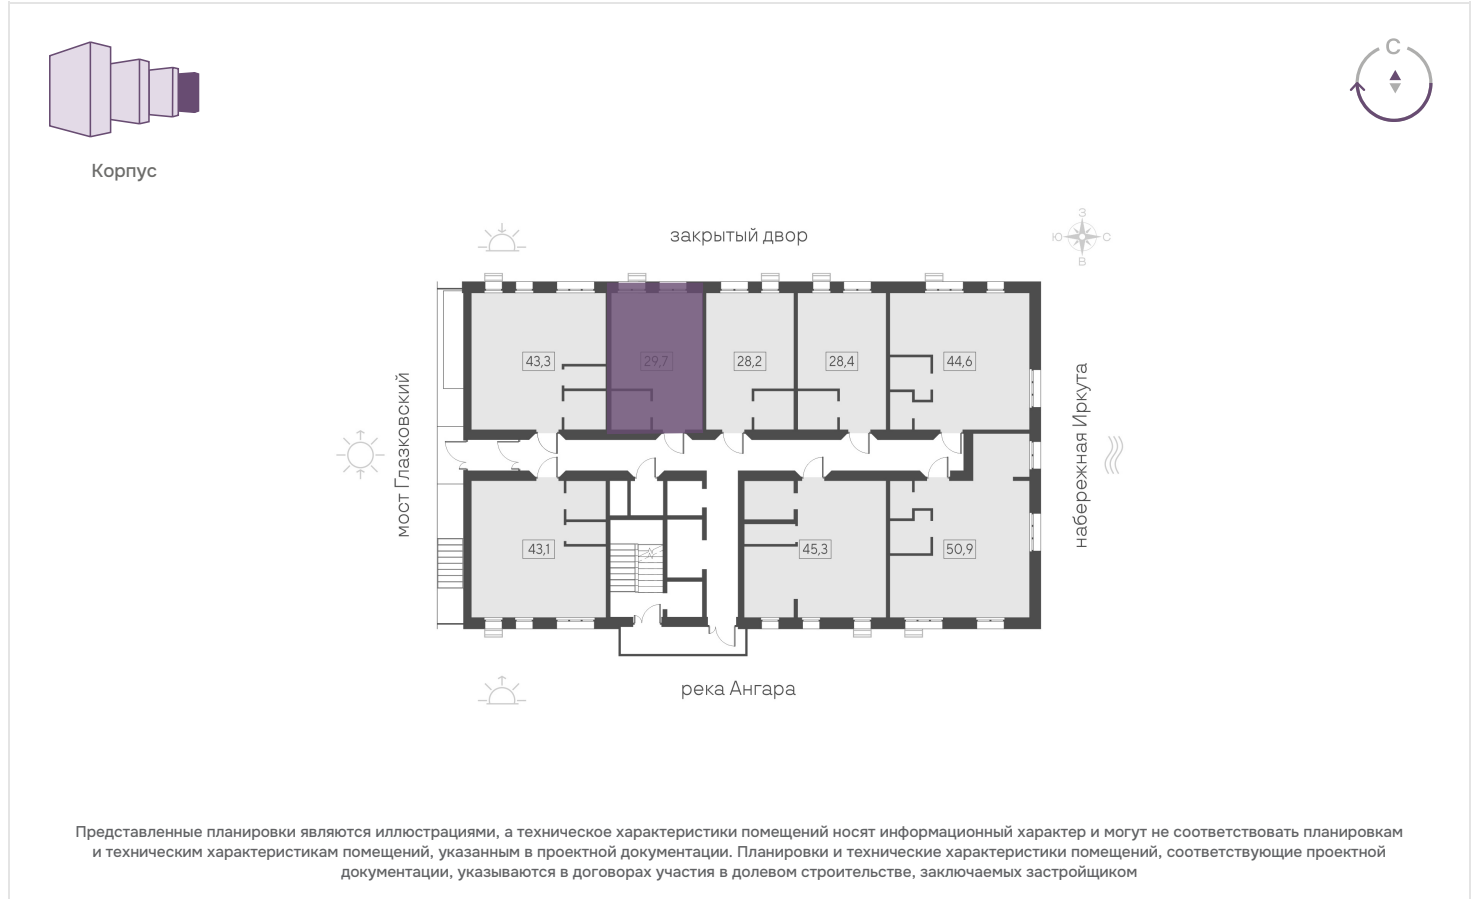 С
Корпус
З
Ю С
В
закрытый двор
43,3
29,7
28,2
28,4
44,6
мост Глазковский
набережная Иркута
43,1
45,3
50,9
река Ангара
Представленные планировки являются иллюстрациями, а техническое характеристики помещений носят информационный характер и могут не соответствовать планировкам
и техническим характеристикам помещений, указанным в проектной документации. Планировки и технические характеристики помещений, соответствующие проектной
документации, указываются в договорах участия в долевом строительстве, заключаемых застройщиком